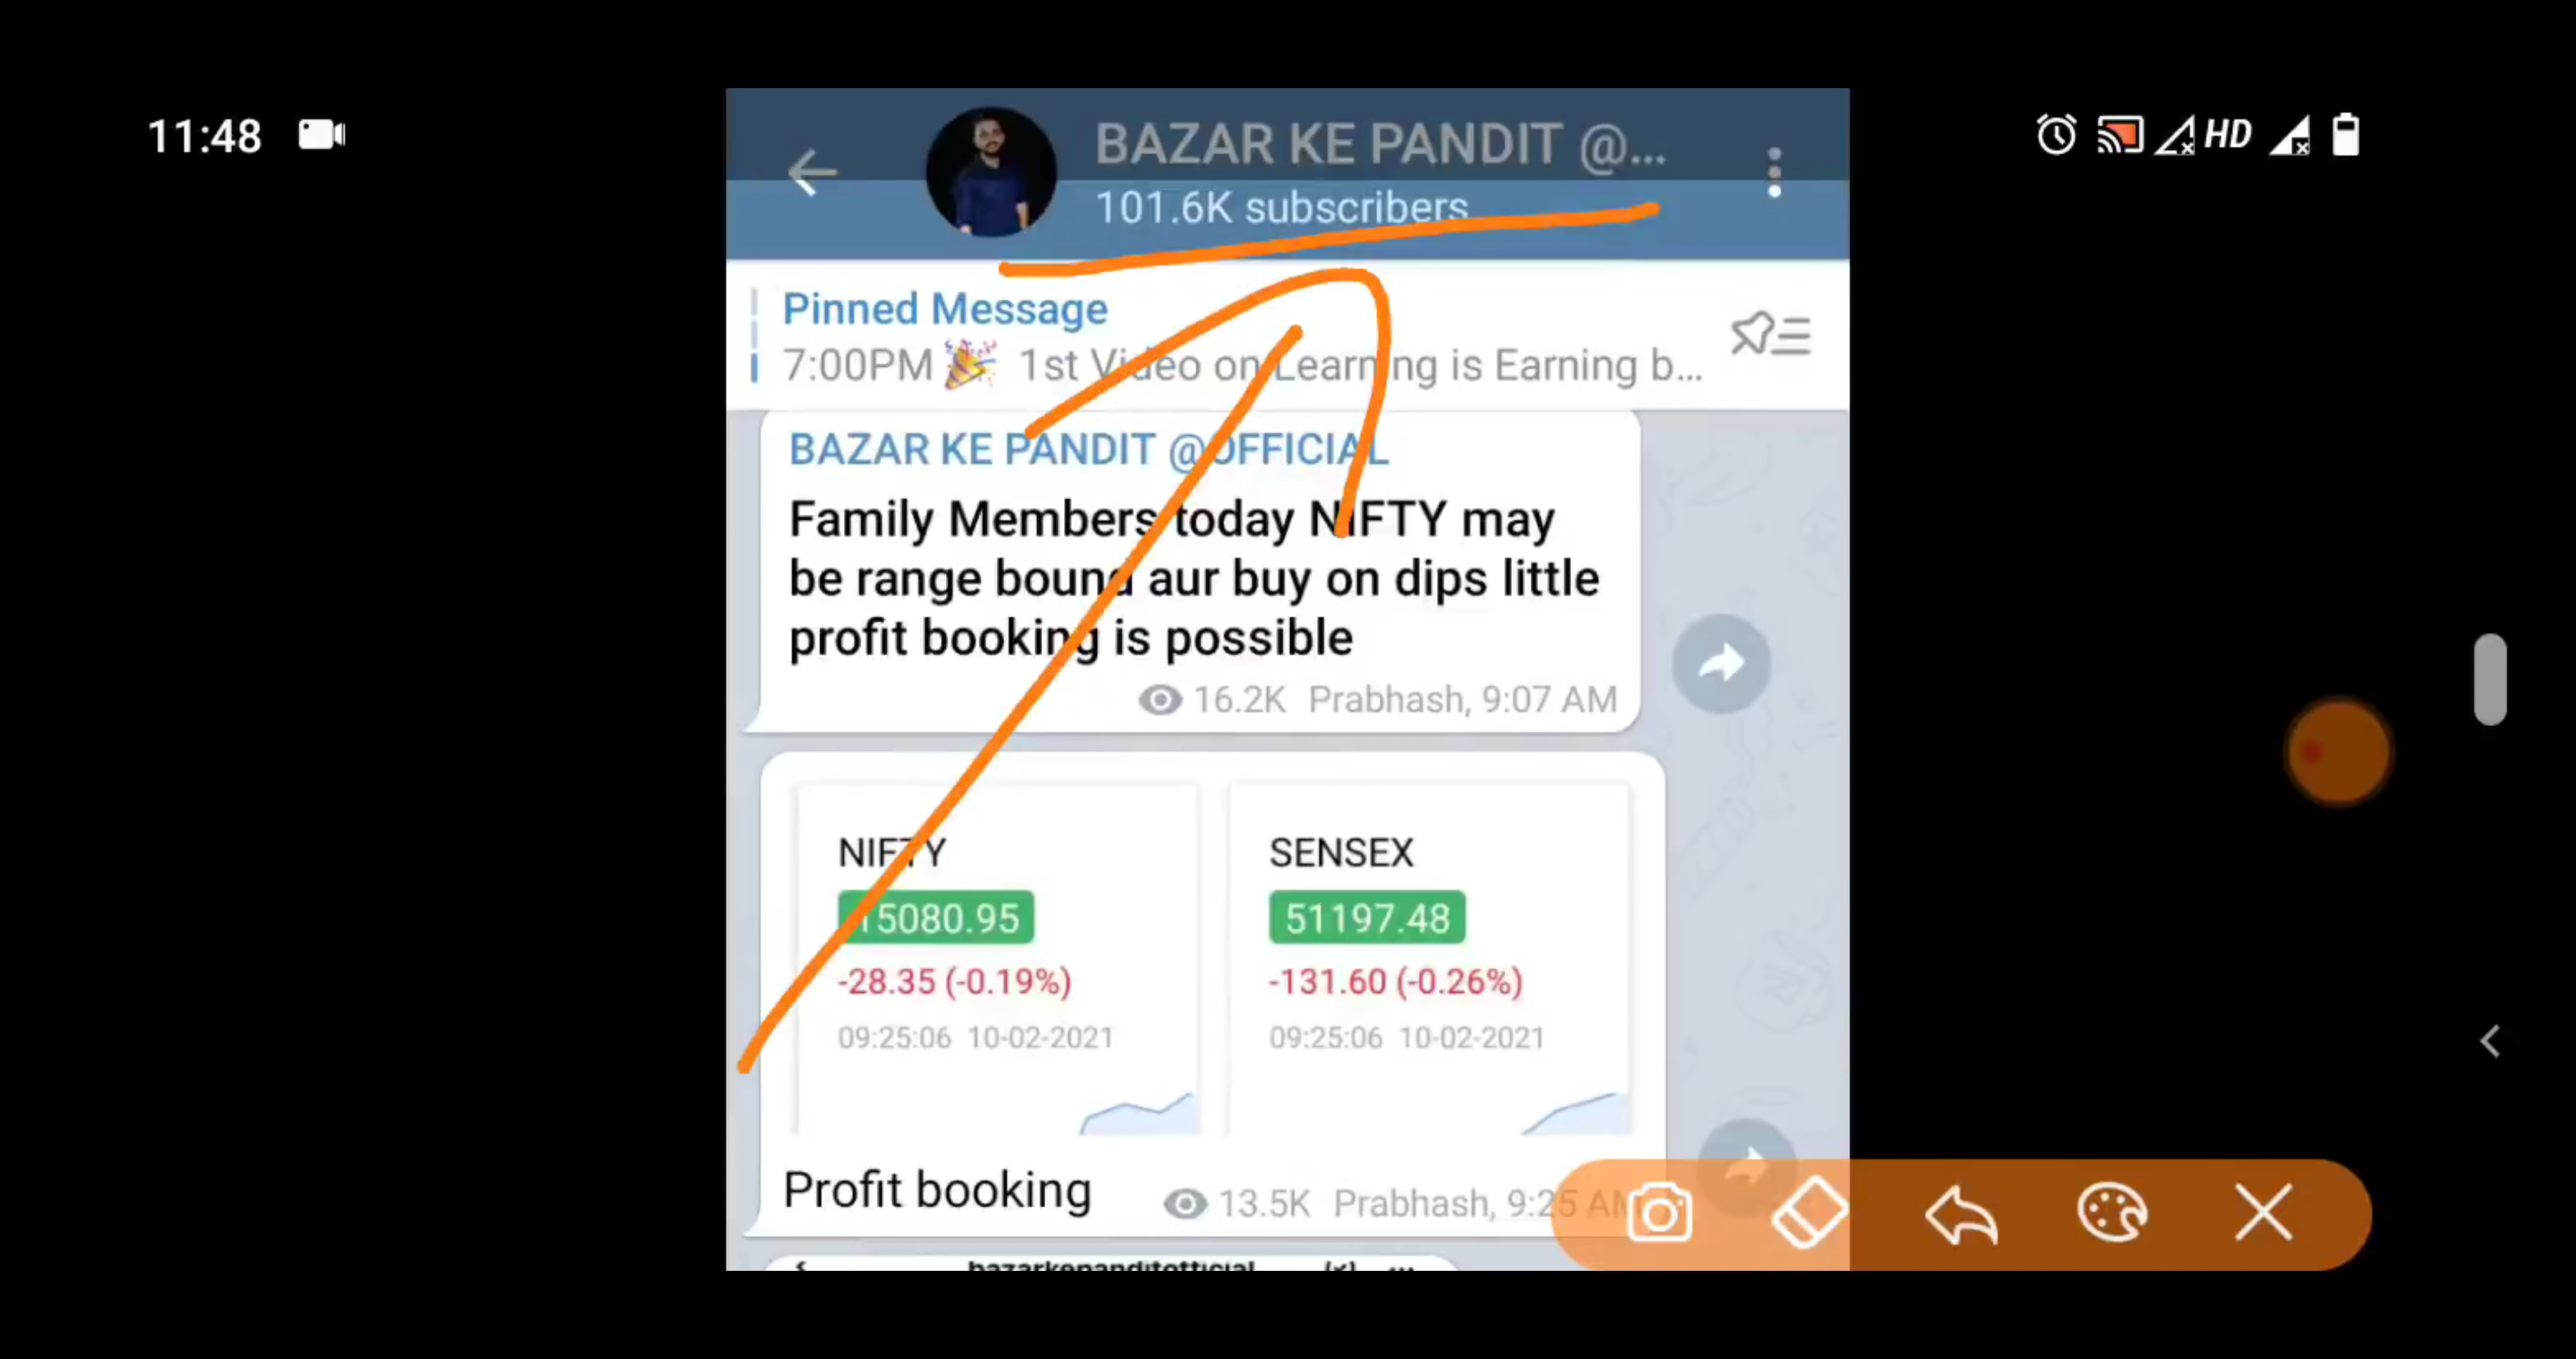 11:48
HD
BAZAR KE PANDIT @...
101.6K subscribers
Pinned Message
7:00PM 🎉 1st Video on Learning is Earning b...
BAZAR KE PANDIT @OFFICIAL
Family Members today NIFTY may
be range bound aur buy on dips little
profit booking is possible
16.2K Prabhash, 9:07 AM
NIFTY
15080.95
-28.35 (-0.19%)
09:25:06 10-02-2021
SENSEX
51197.48
-131.60 (-0.26%)
09:25:06 10-02-2021
Profit booking
13.5K Prabhash, 9:25 AM
bazarkepanditofficial